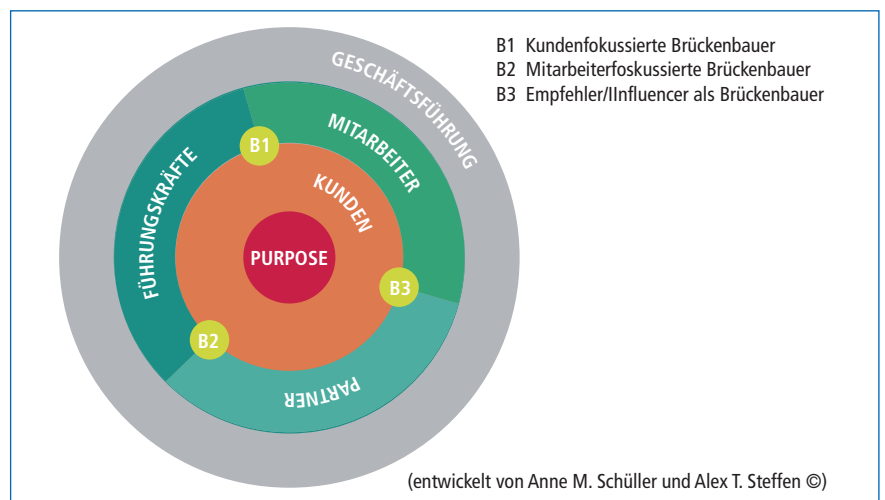 GESCHÄFTSFÜHRUNG
MITARBEITER
FÜHRUNGSKRÄFTE
KUNDEN
PURPOSE
PARTNER
B1
B2
B3
B1 Kundenfokussierte Brückenbauer
B2 Mitarbeiterfoskussierte Brückenbauer
B3 Empfehler/IInfluencer als Brückenbauer
(entwickelt von Anne M. Schüller und Alex T. Steffen ©)